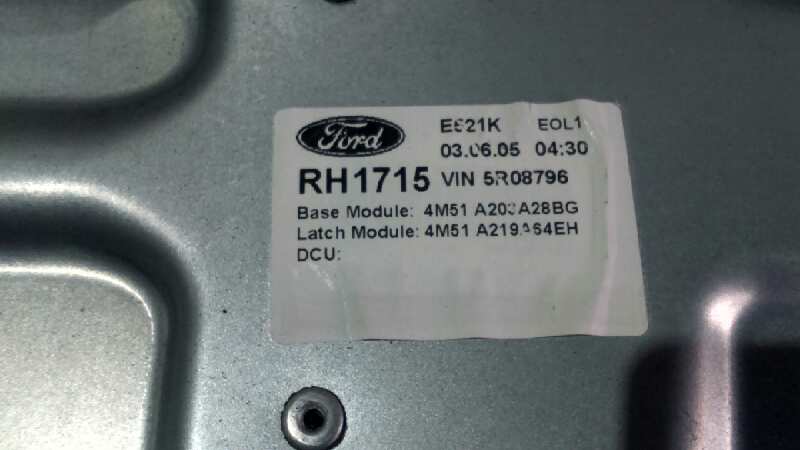 Ford E521K EOL1
03.06.05 04:30
RH1715 VIN 5R08796
Base Module: 4M51 A203A28BG
Latch Module: 4M51 A219A64EH
DCU: